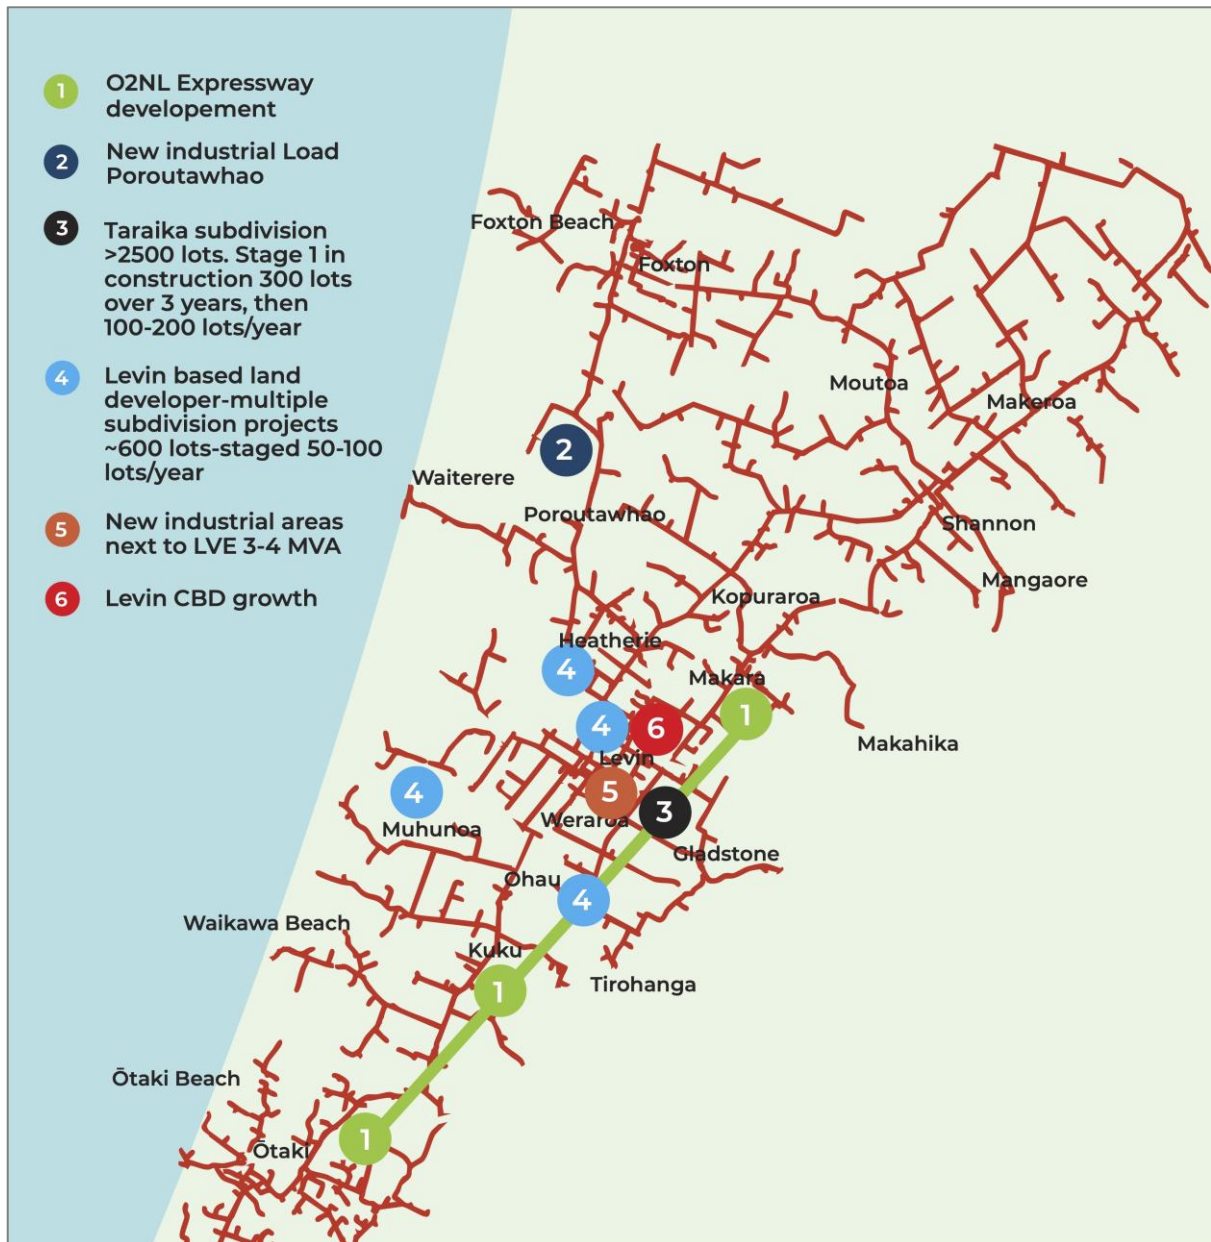 1 O2NL Expressway
developement
2 New industrial Load
Poroutawhao
3 Taraika subdivision
>2500 lots. Stage 1 in
construction 300 lots
over 3 years, then
100-200 lots/year
4 Levin based land
developer-multiple
subdivision projects
~600 lots-staged 50-100
lots/year
5 New industrial areas
next to LVE 3-4 MVA
6 Levin CBD growth
Foxton Beach
Foxton
Moutoa
Makeroa
2
Waiterere
Poroutawhao
Shannon
Mangaore
Kopuraroa
Heatherie
4
Makara
1
4
6
Makahika
Levin
4
5
3
Muhunoa
Weraroa
Gladstone
Ohau
4
Waikawa Beach
Kuku
Tirohanga
1
Ōtaki Beach
1
Ōtaki